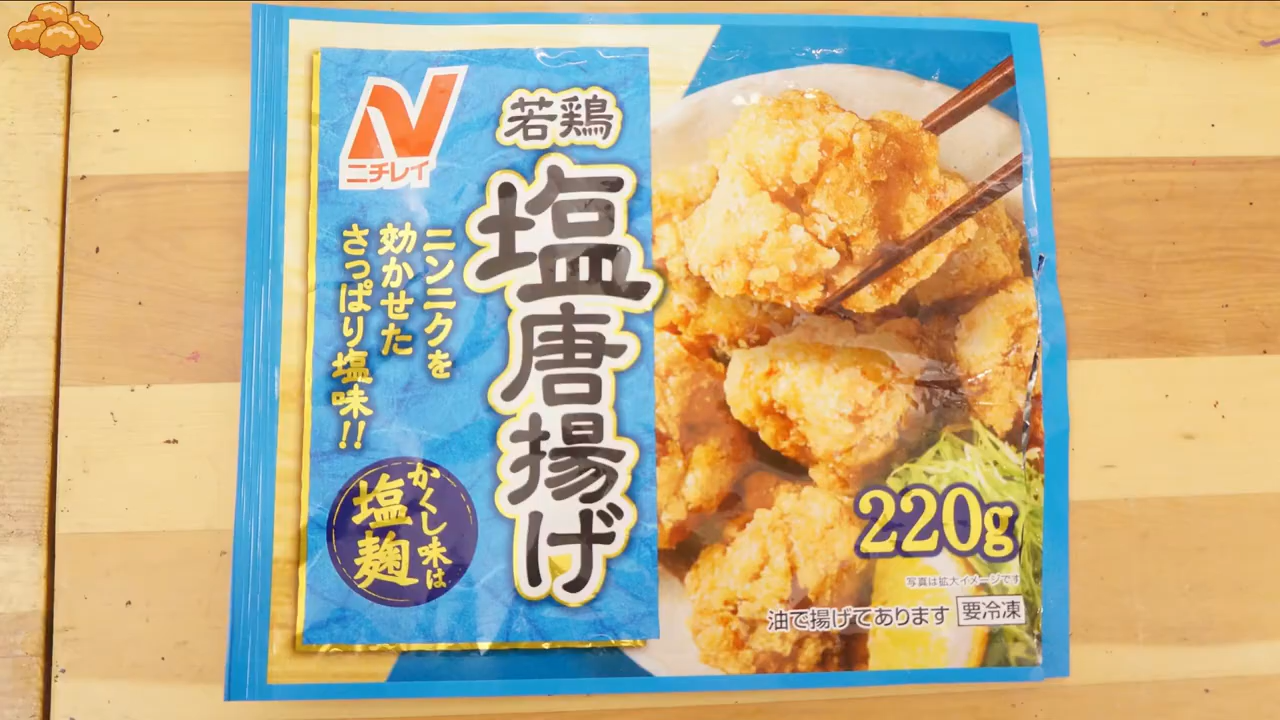 ニチレイ
若鶏
塩唐揚げ
ニンニクを
効かせた
さっぱり塩味!!
かくし味は
塩麹
220g
写真は拡大イメージです
油で揚げてあります
要冷凍